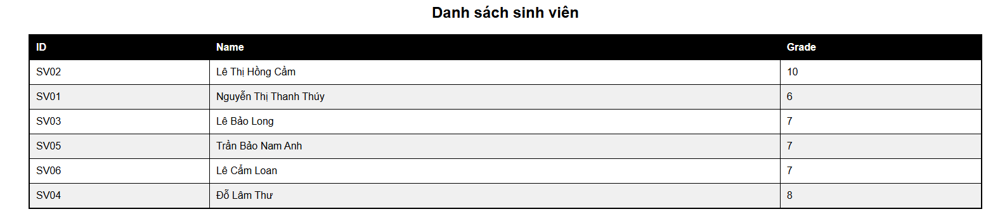 Danh sách sinh viên
ID Name Grade
SV02 Lê Thị Hồng Cầm 10
SV01 Nguyễn Thị Thanh Thúy 6
SV03 Lê Bảo Long 7
SV05 Trần Bảo Nam Anh 7
SV06 Lê Cẩm Loan 7
SV04 Đỗ Lâm Thư 8